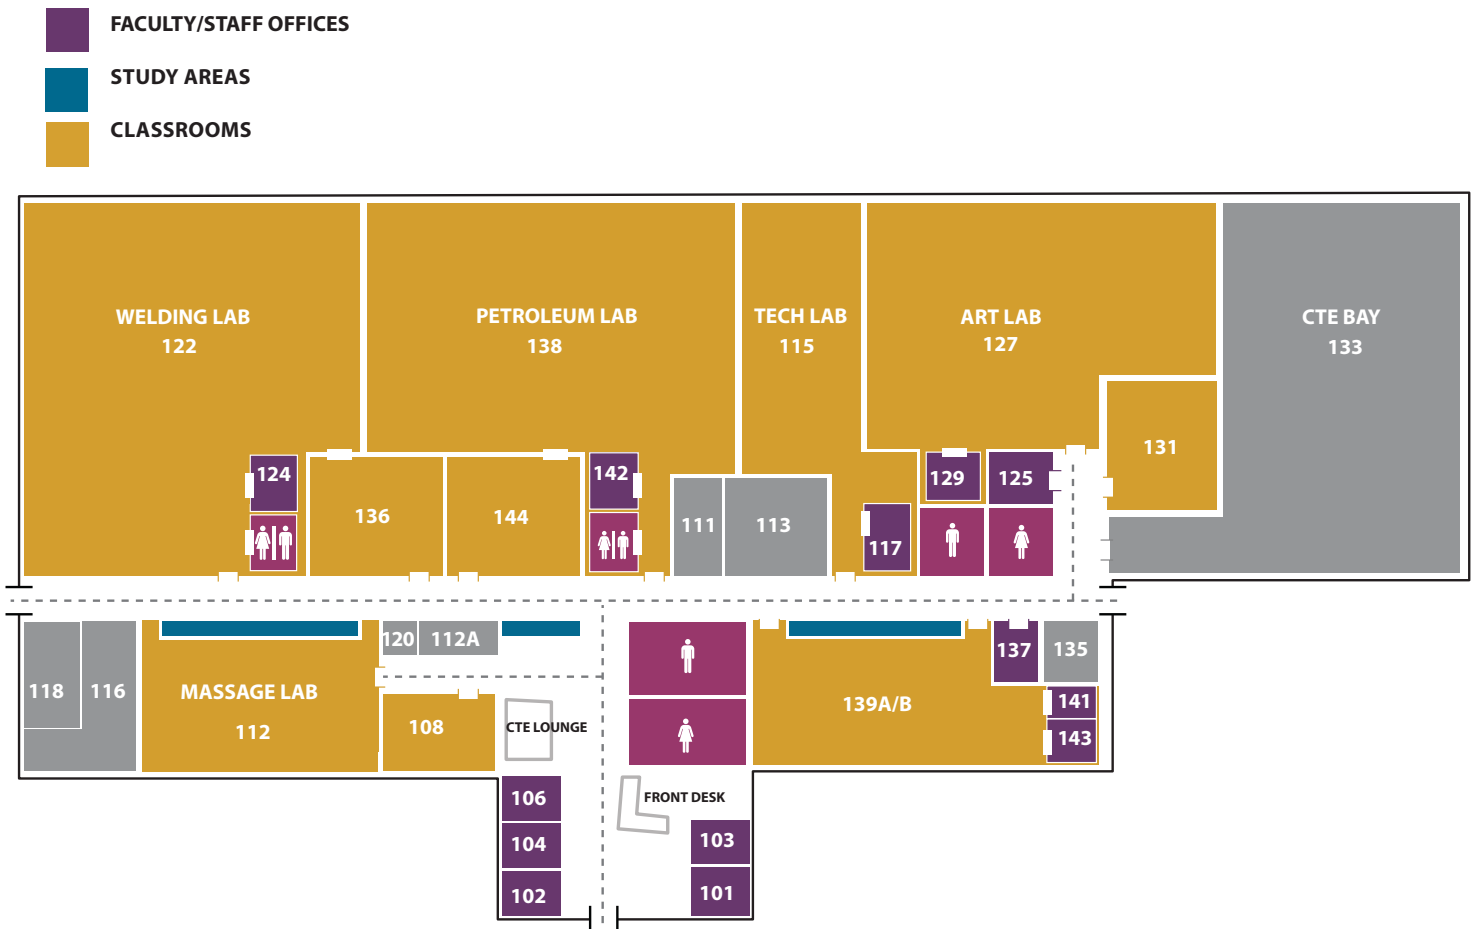 FACULTY/STAFF OFFICES
STUDY AREAS
CLASSROOMS
WELDING LAB
122
PETROLEUM LAB
138
TECH LAB
115
ART LAB
127
CTE BAY
133
131
124
142
129
125
136
144
111
113
117
118
116
MASSAGE LAB
112
120
112A
108
CTE LOUNGE
139A/B
137
135
141
143
106
104
102
FRONT DESK
103
101